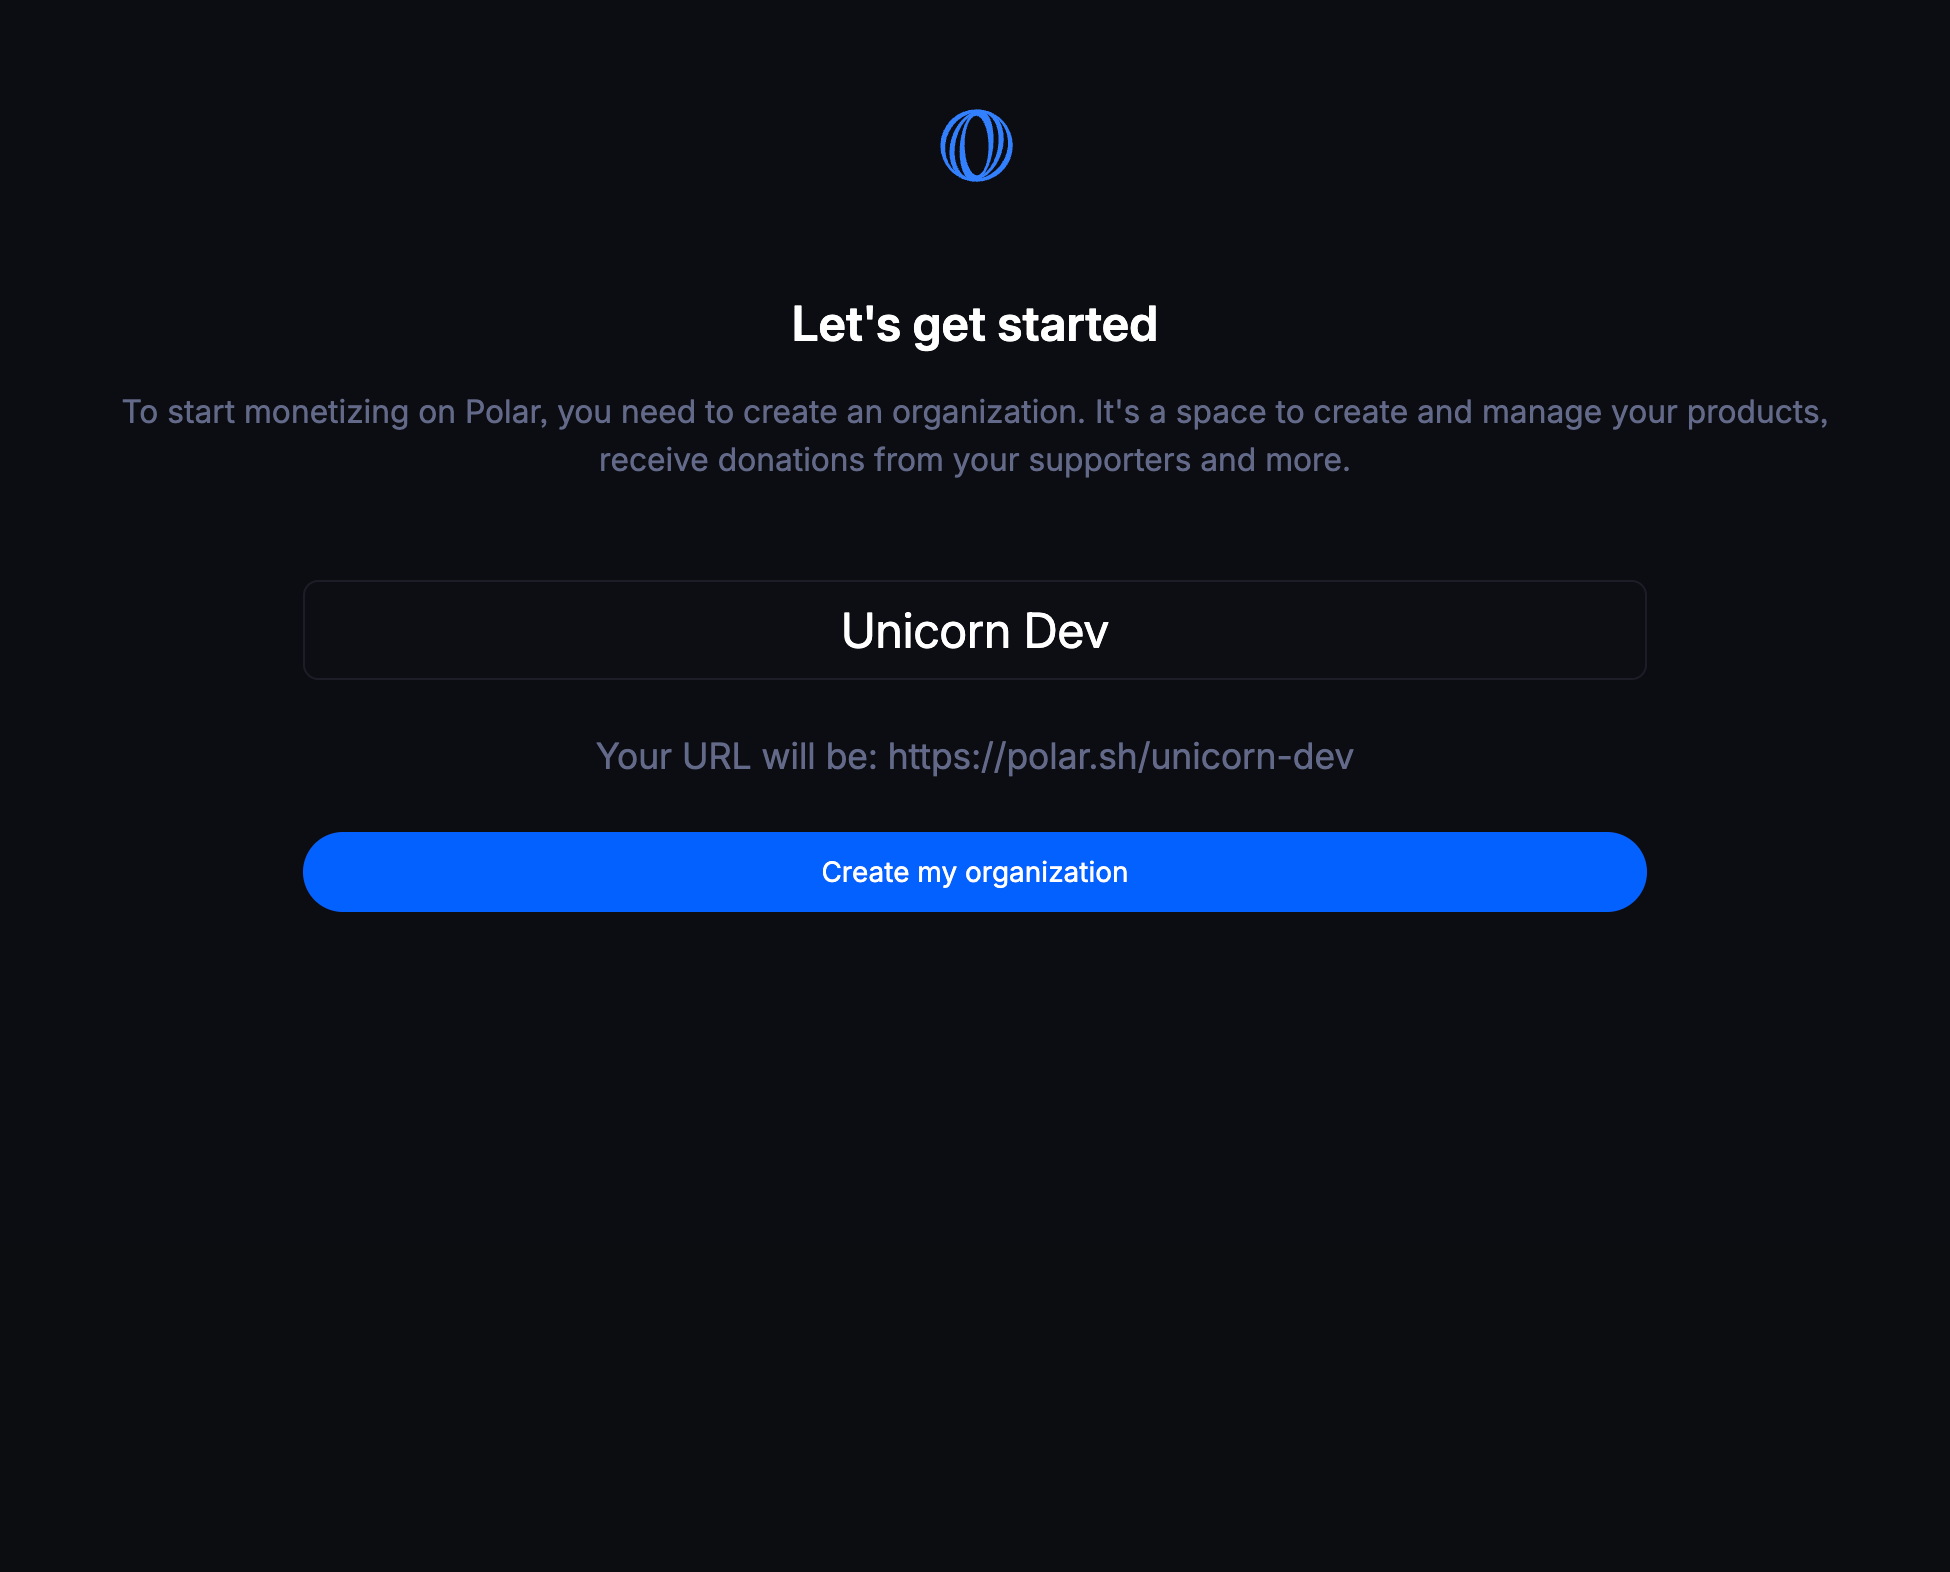 Let's get started
To start monetizing on Polar, you need to create an organization. It's a space to create and manage your products,
receive donations from your supporters and more.
Unicorn Dev
Your URL will be: https://polar.sh/unicorn-dev
Create my organization